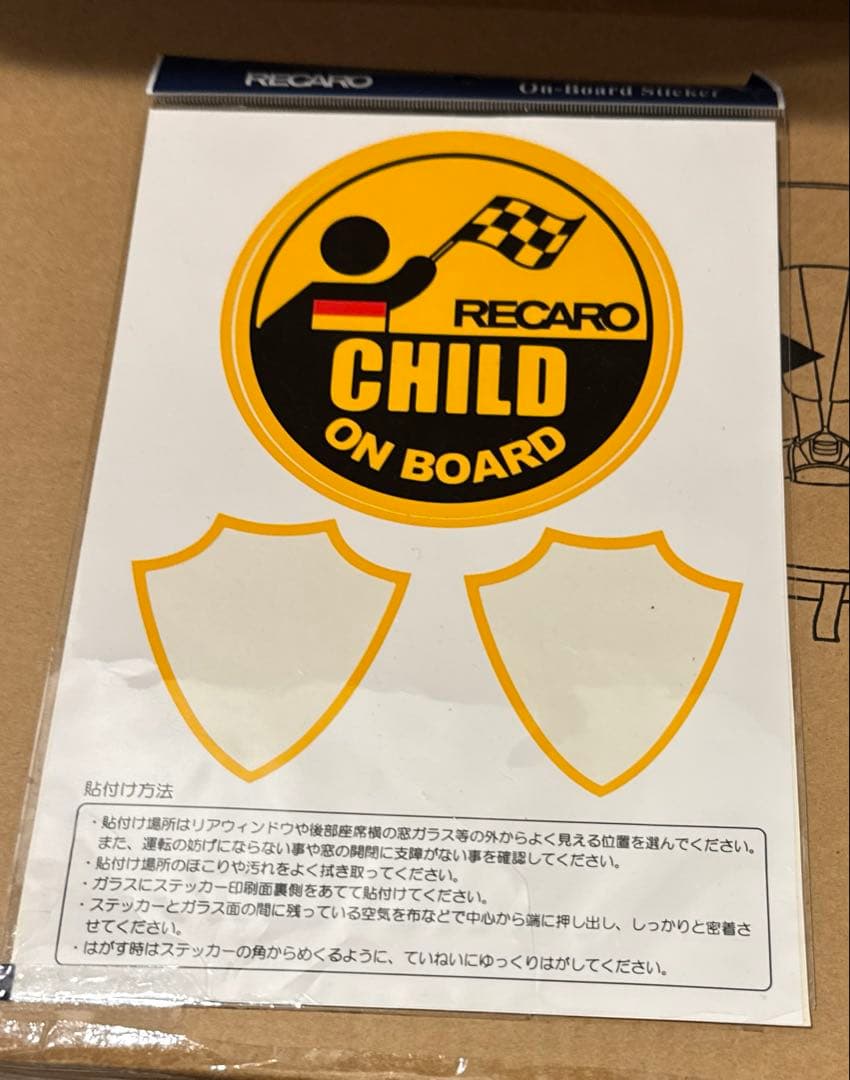 RECARO On-Board Sticker
RECARO
CHILD
ON BOARD
貼付け方法
・貼付け場所はリアウィンドウや後部座席横の窓ガラス等の外からよく見える位置を選んでください。
また、運転の妨げにならない事や窓の開閉に支障がない事を確認してください。
・貼付け場所のほこりや汚れをよく拭き取ってください。
・ガラスにステッカー印刷面裏側をあてて貼付けてください。
・ステッカーとガラス面の間に残っている空気を布などで中心から端に押し出し、しっかりと密着さ
せてください。
・はがす時はステッカーの角からめくるように、ていねいにゆっくりはがしてください。